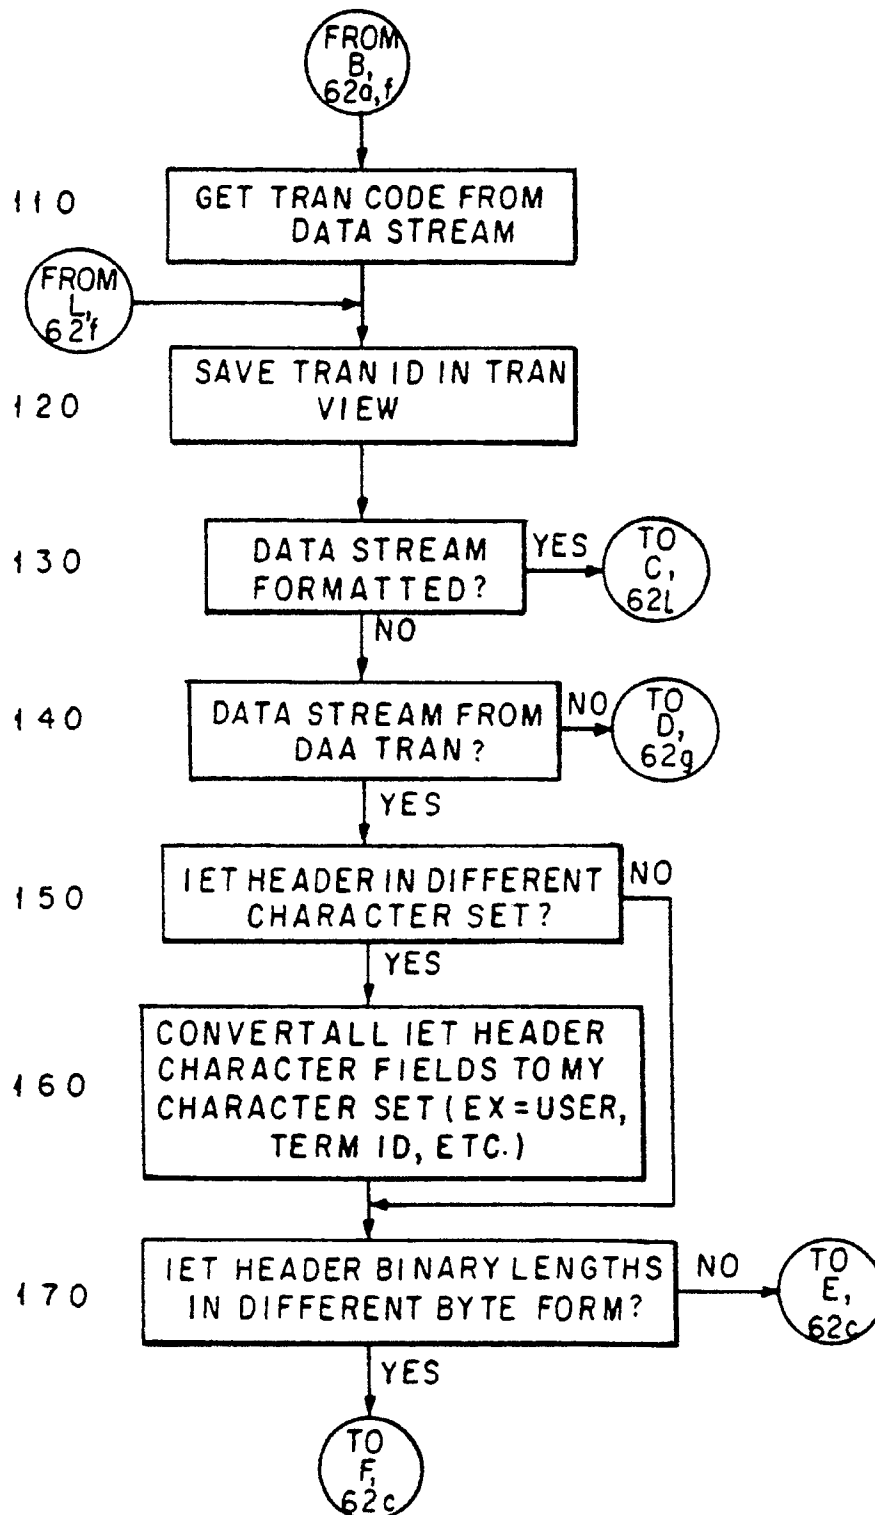 FROM
B,
62a,f
110
GET TRAN CODE FROM
DATA STREAM
FROM
L,
62f
120
SAVE TRAN ID IN TRAN
VIEW
130
DATA STREAM
FORMATTED?
YES
TO
C,
62l
NO
140
DATA STREAM FROM
DAA TRAN?
NO
TO
D,
62g
YES
150
IET HEADER IN DIFFERENT
CHARACTER SET?
NO
YES
160
CONVERT ALL IET HEADER
CHARACTER FIELDS TO MY
CHARACTER SET (EX=USER,
TERM ID, ETC.)
170
IET HEADER BINARY LENGTHS
IN DIFFERENT BYTE FORM?
NO
TO
E,
62c
YES
TO
F,
62c